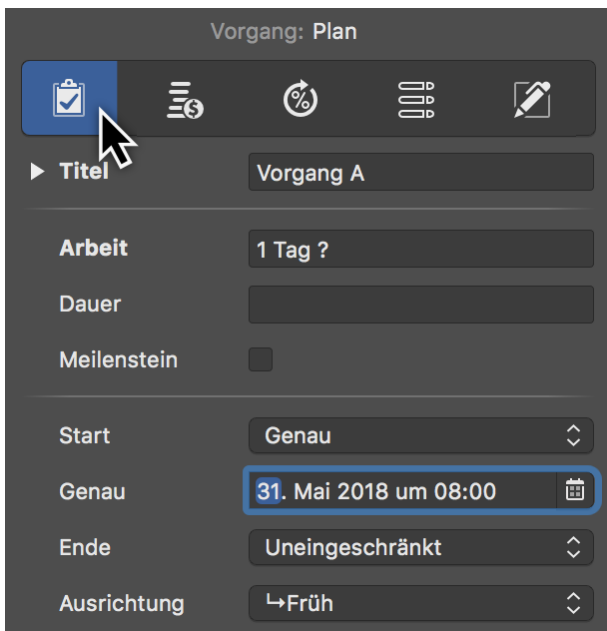 Vorgang: Plan
Titel Vorgang A
Arbeit 1 Tag ?
Dauer
Meilenstein
Start Genau
Genau 31. Mai 2018 um 08:00
Ende Uneingeschränkt
Ausrichtung ↳Früh